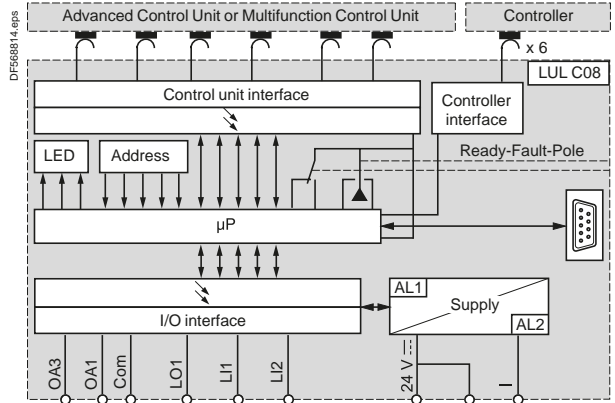 Advanced Control Unit or Multifunction Control Unit
Controller
DF568814.eps
x 6
LUL C08
Control unit interface
Controller
interface
LED
Address
Ready-Fault-Pole
µP
I/O interface
AL1
Supply
AL2
OA3
OA1
Com
LO1
LI1
LI2
24 V
I